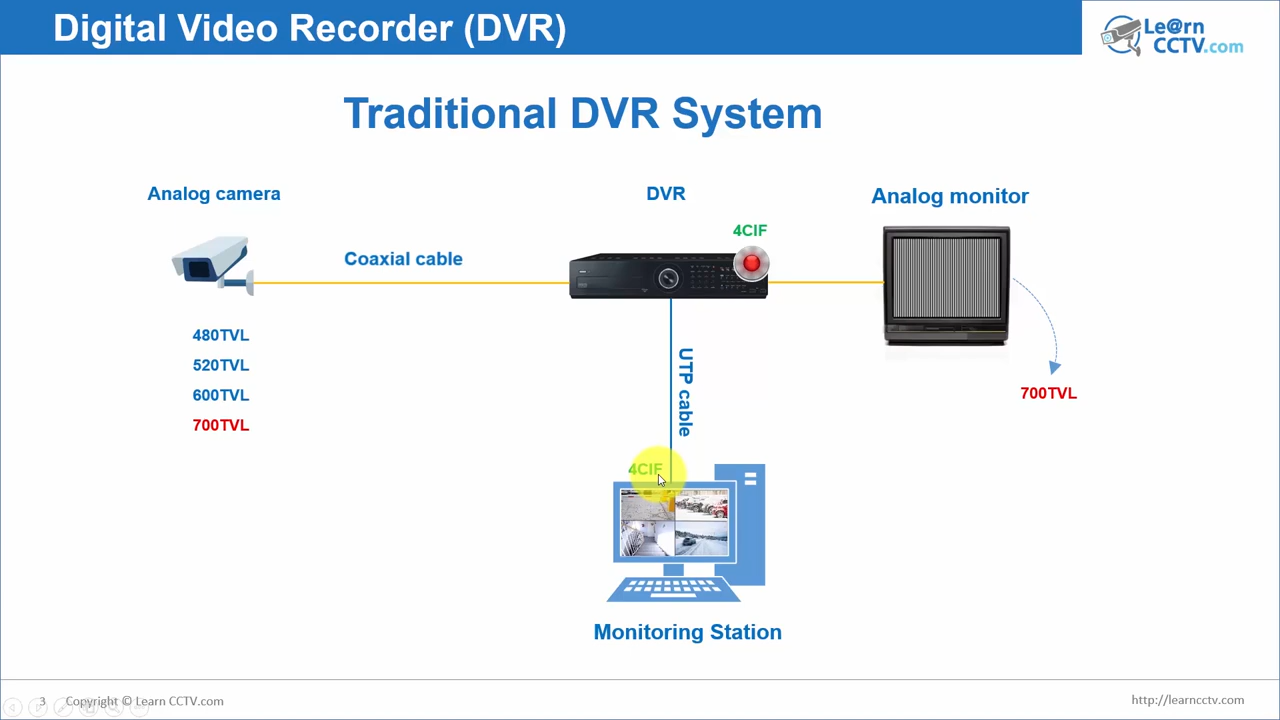 Digital Video Recorder (DVR)
Le@rn
CCTV.com
Traditional DVR System
Analog camera
DVR
Analog monitor
4CIF
Coaxial cable
480TVL
520TVL
600TVL
700TVL
UTP cable
700TVL
4CIF
Monitoring Station
3 Copyright © Learn CCTV.com
http://learncctv.com